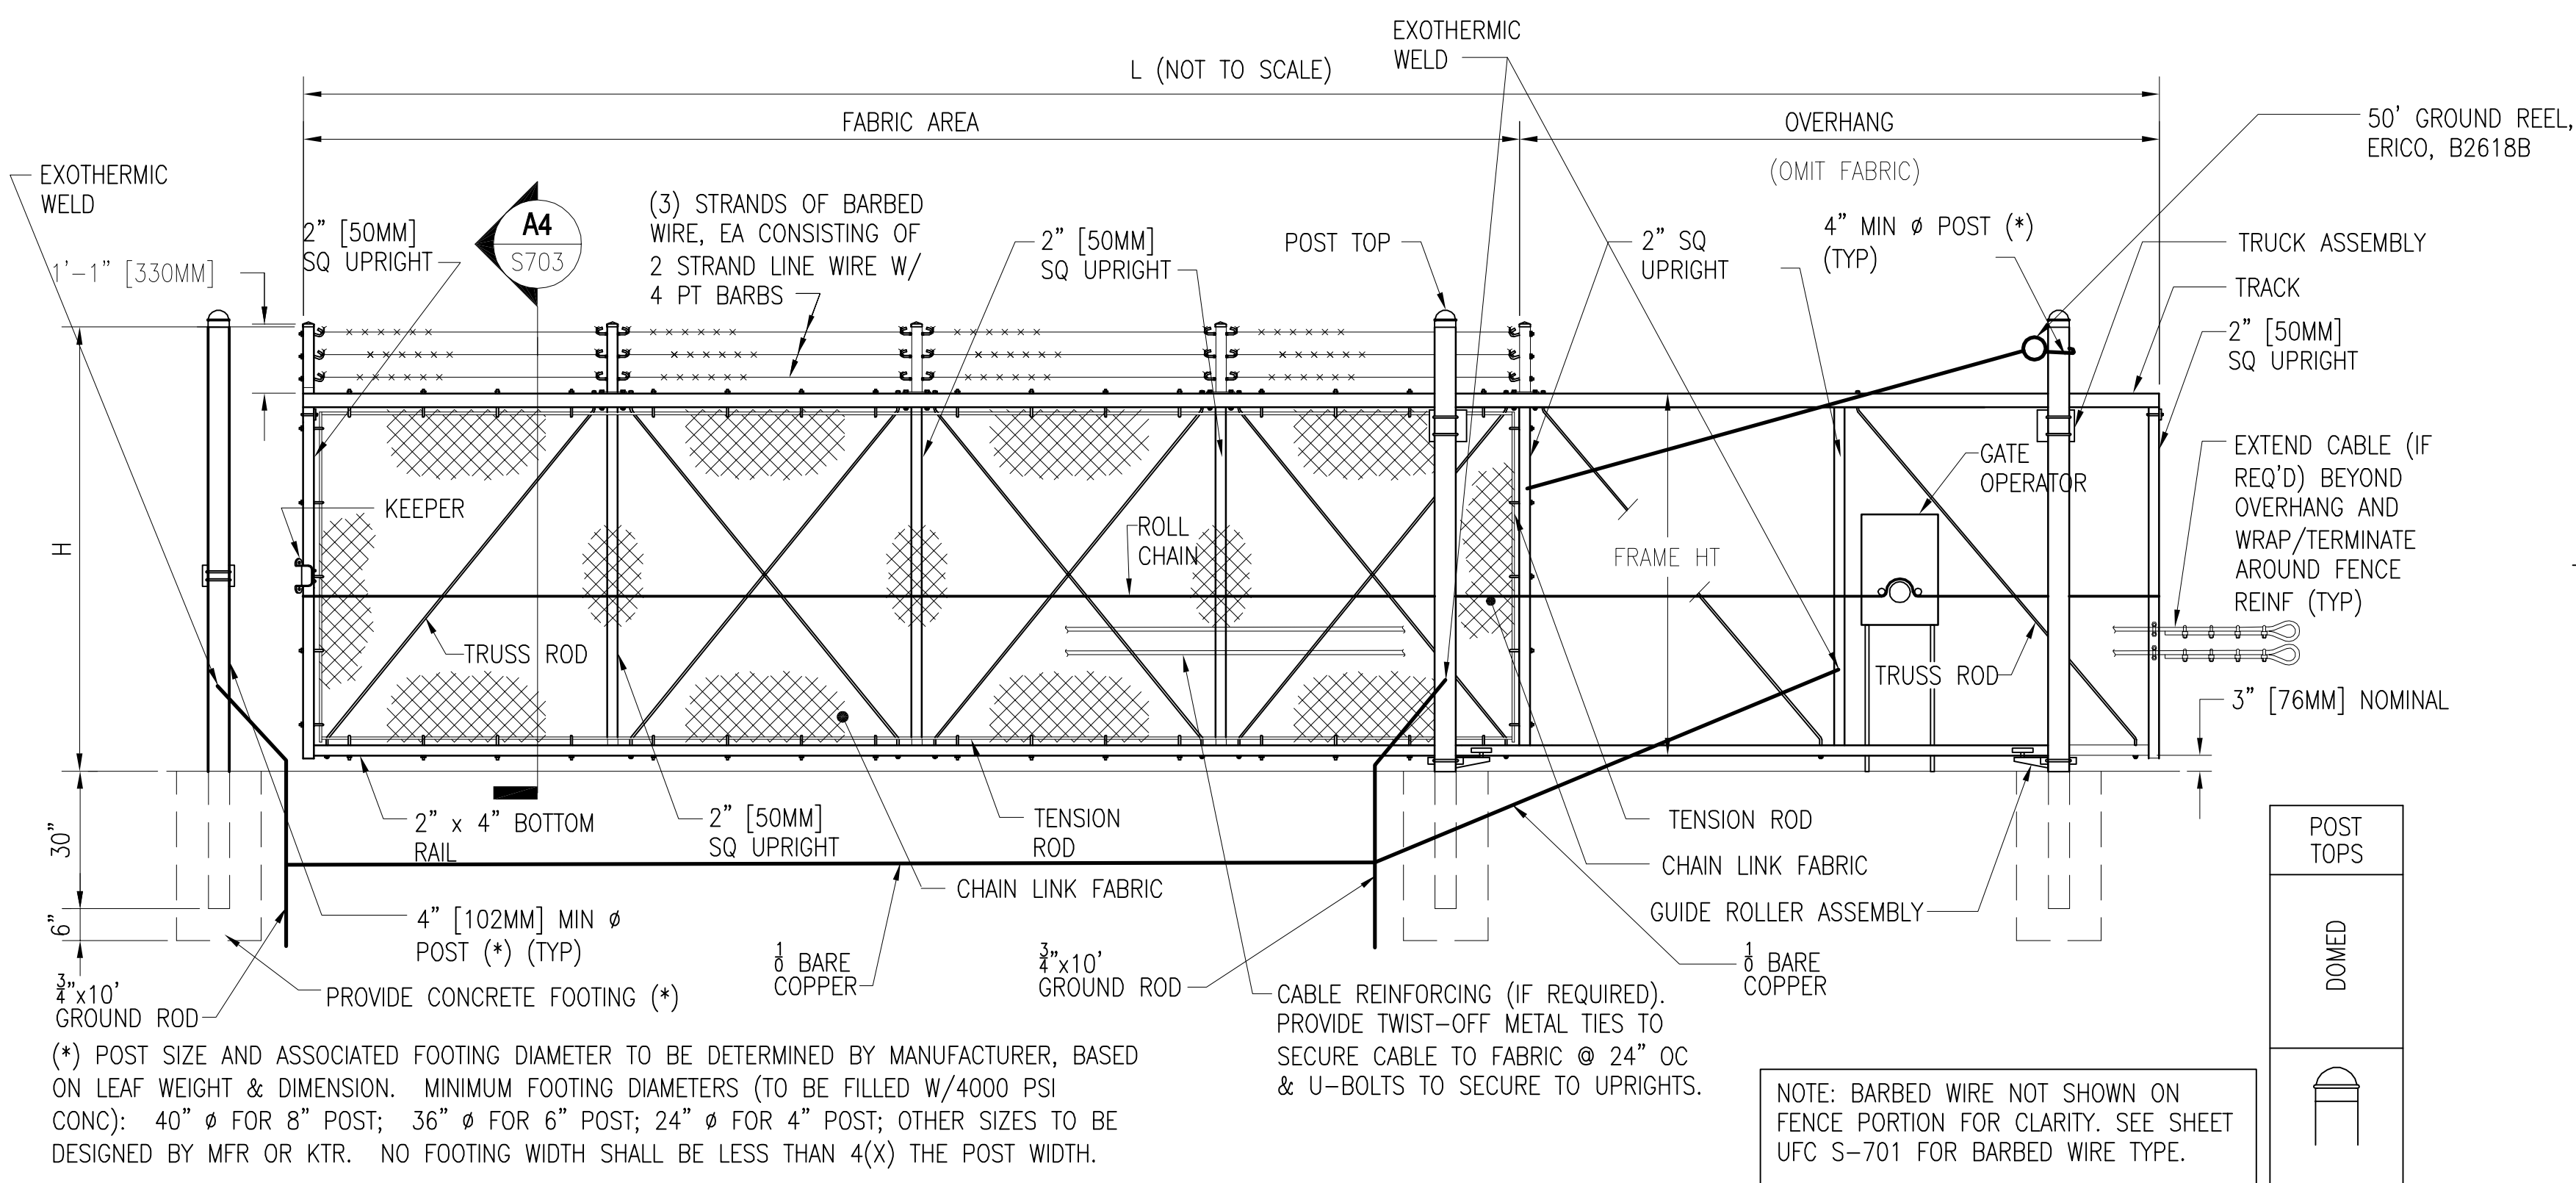 EXOTHERMIC
WELD
L (NOT TO SCALE)
FABRIC AREA
OVERHANG
(OMIT FABRIC)
50' GROUND REEL,
ERICO, B2618B
EXOTHERMIC
WELD
2" [50MM]
SQ UPRIGHT
1'-1" [330MM]
A4
S703
(3) STRANDS OF BARBED
WIRE, EA CONSISTING OF
2 STRAND LINE WIRE W/
4 PT BARBS
2" [50MM]
SQ UPRIGHT
POST TOP
2" SQ
UPRIGHT
4" MIN ø POST (*)
(TYP)
TRUCK ASSEMBLY
TRACK
2" [50MM]
SQ UPRIGHT
EXTEND CABLE (IF
REQ'D) BEYOND
OVERHANG AND
WRAP/TERMINATE
AROUND FENCE
REINF (TYP)
GATE
OPERATOR
KEEPER
ROLL
CHAIN
FRAME HT
H
TRUSS ROD
TRUSS ROD
3" [76MM] NOMINAL
2" x 4" BOTTOM
RAIL
2" [50MM]
SQ UPRIGHT
TENSION
ROD
TENSION ROD
CHAIN LINK FABRIC
CHAIN LINK FABRIC
GUIDE ROLLER ASSEMBLY
30"
6"
4" [102MM] MIN ø
POST (*) (TYP)
1/0 BARE
COPPER
3/4"x10'
GROUND ROD
1/0 BARE
COPPER
3/4"x10'
GROUND ROD
PROVIDE CONCRETE FOOTING (*)
CABLE REINFORCING (IF REQUIRED).
PROVIDE TWIST-OFF METAL TIES TO
SECURE CABLE TO FABRIC @ 24" OC
& U-BOLTS TO SECURE TO UPRIGHTS.
(*) POST SIZE AND ASSOCIATED FOOTING DIAMETER TO BE DETERMINED BY MANUFACTURER, BASED
ON LEAF WEIGHT & DIMENSION. MINIMUM FOOTING DIAMETERS (TO BE FILLED W/4000 PSI
CONC): 40" ø FOR 8" POST; 36" ø FOR 6" POST; 24" ø FOR 4" POST; OTHER SIZES TO BE
DESIGNED BY MFR OR KTR. NO FOOTING WIDTH SHALL BE LESS THAN 4(X) THE POST WIDTH.
NOTE: BARBED WIRE NOT SHOWN ON
FENCE PORTION FOR CLARITY. SEE SHEET
UFC S-701 FOR BARBED WIRE TYPE.
POST
TOPS
DOMED